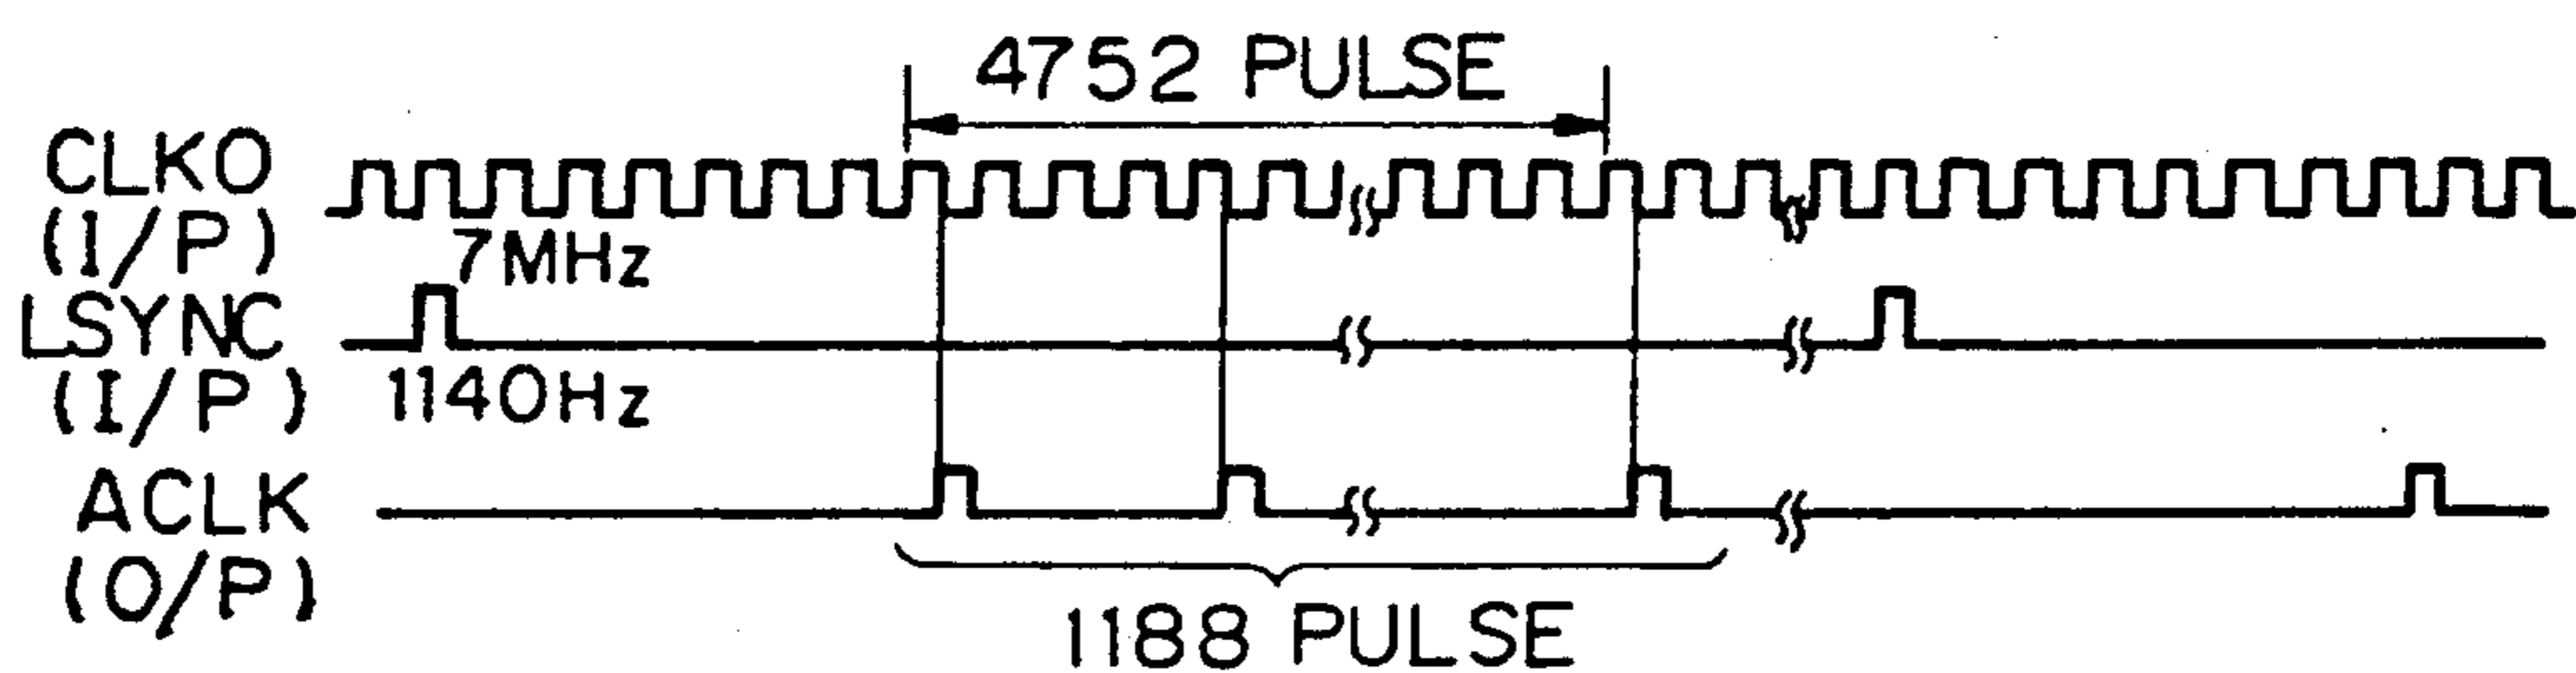 4752 PULSE
CLKO
(I/P)
7MHz
LSYNC
(I/P)
1140Hz
ACLK
(O/P)
1188 PULSE